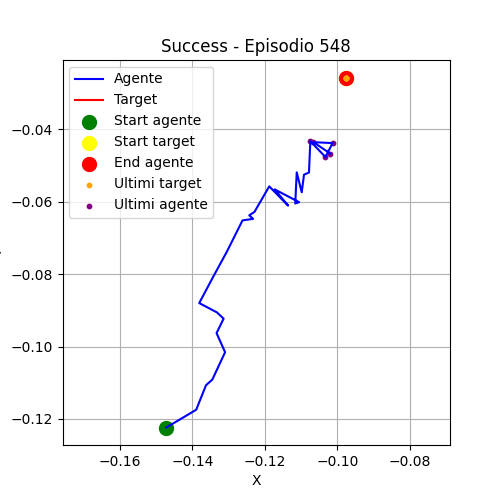 Success - Episodio 548
Agente
Target
Start agente
Start target
End agente
Ultimi target
Ultimi agente
−0.04
−0.06
−0.08
−0.10
−0.12
−0.16
−0.14
−0.12
−0.10
−0.08
X